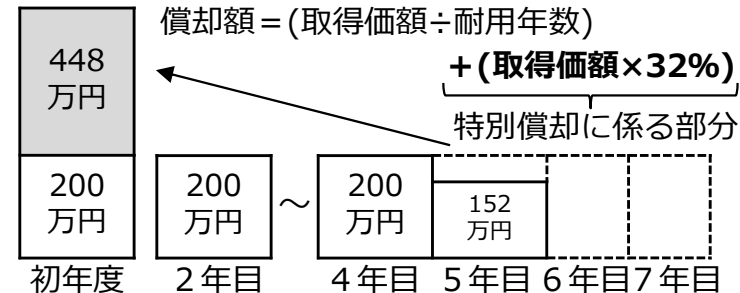 償却額＝(取得価額÷耐用年数)
＋(取得価額×32%)
特別償却に係る部分
448
万円
200
万円
200
万円
～
200
万円
152
万円
初年度 2年目 4年目 5年目 6年目 7年目